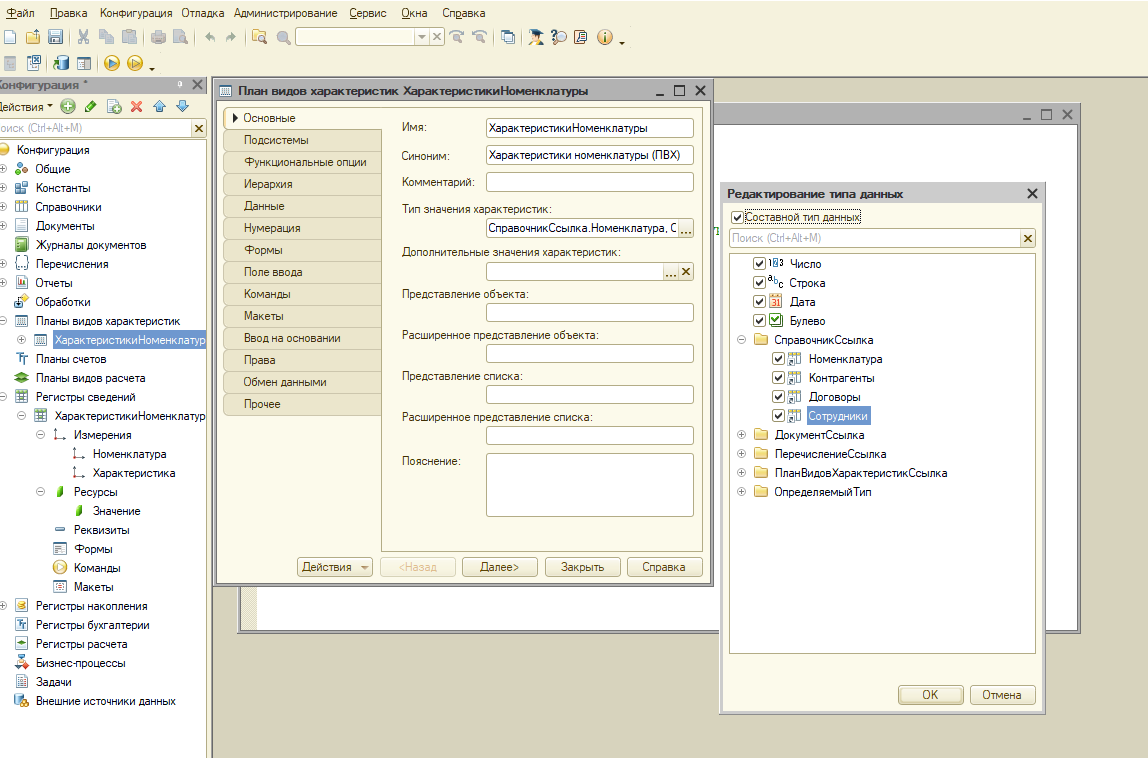 Файл Правка Конфигурация Отладка Администрирование Сервис Окна Справка
Конфигурация *
Действия
Поиск (Ctrl+Alt+M)
Конфигурация
Общие
Константы
Справочники
Документы
Журналы документов
Перечисления
Отчеты
Обработки
Планы видов характеристик
ХарактеристикиНоменклатур
Планы счетов
Планы видов расчета
Регистры сведений
ХарактеристикиНоменклатур
Измерения
Номенклатура
Характеристика
Ресурсы
Значение
Реквизиты
Формы
Команды
Макеты
Регистры накопления
Регистры бухгалтерии
Регистры расчета
Бизнес-процессы
Задачи
Внешние источники данных
План видов характеристик ХарактеристикиНоменклатуры
Основные
Подсистемы
Функциональные опции
Иерархия
Данные
Нумерация
Формы
Поле ввода
Команды
Макеты
Ввод на основании
Права
Обмен данными
Прочее
Имя: ХарактеристикиНоменклатуры
Синоним: Характеристики номенклатуры (ПВХ)
Комментарий:
Тип значения характеристик:
СправочникСсылка.Номенклатура, С ...
Дополнительные значения характеристик:
...
Представление объекта:
Расширенное представление объекта:
Представление списка:
Расширенное представление списка:
Пояснение:
Действия <Назад Далее> Закрыть Справка
Редактирование типа данных
Составной тип данных
Поиск (Ctrl+Alt+M)
Число
Строка
Дата
Булево
СправочникСсылка
Номенклатура
Контрагенты
Договоры
Сотрудники
ДокументСсылка
ПеречислениеСсылка
ПланВидовХарактеристикСсылка
ОпределяемыйТип
OK Отмена